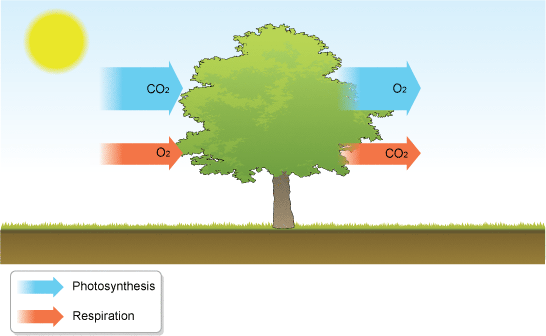 CO₂ O₂
O₂ CO₂
Photosynthesis
Respiration